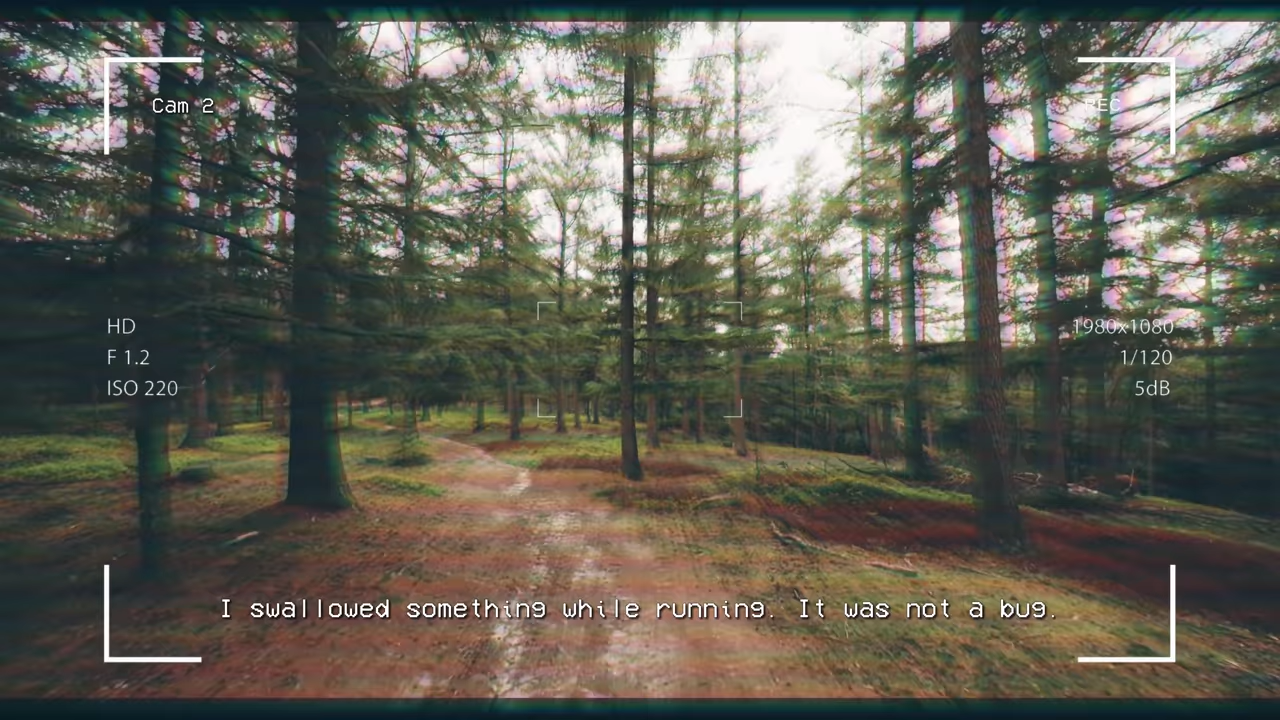 Cam 2
REC
HD
F 1.2
ISO 220
1980x1080
1/120
5dB
I swallowed something while running. It was not a bug.